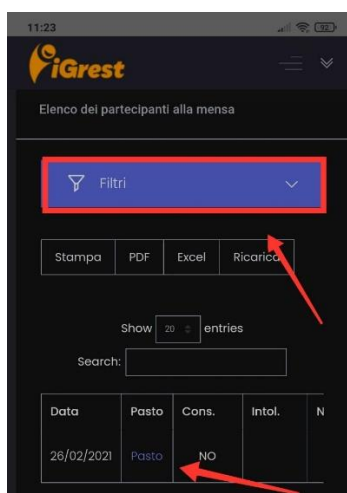 11:23
92
iGrest
Elenco dei partecipanti alla mensa
Filtri
Stampa PDF Excel Ricarica
Show 20 entries
Search:
Data Pasto Cons. Intol. N
26/02/2021 Pasto NO